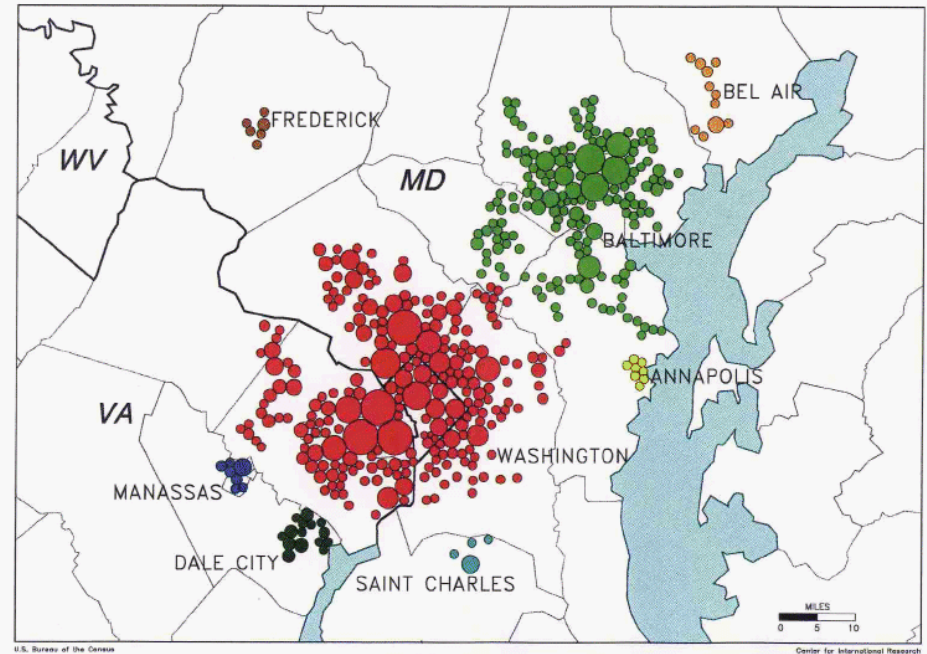 BEL AIR
FREDERICK
WV
MD
BALTIMORE
ANNAPOLIS
VA
WASHINGTON
MANASSAS
DALE CITY
SAINT CHARLES
MILES
0 5 10
U.S. Bureau of the Census
Center for International Research